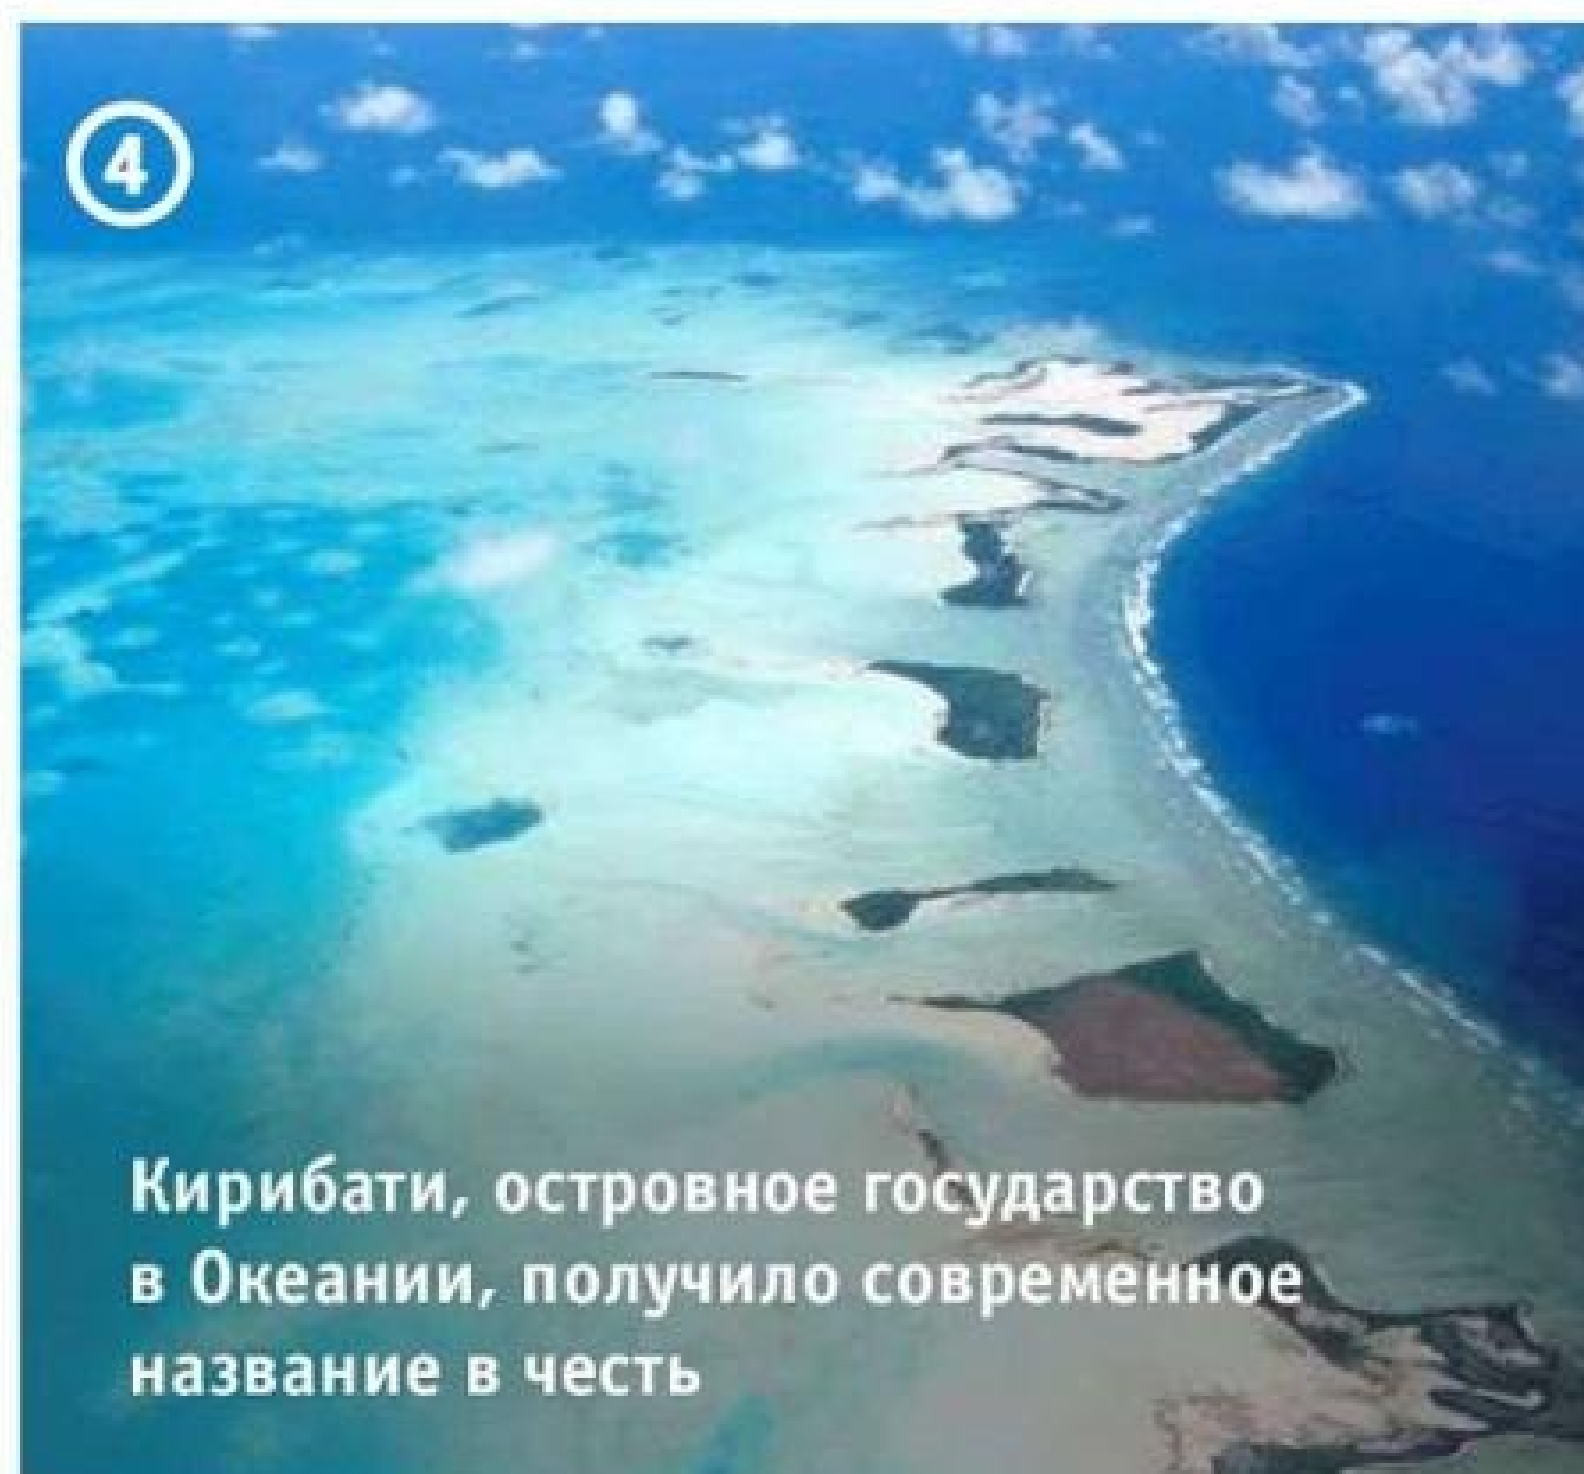 4
Кирибати, островное государство
в Океании, получило современное
название в честь